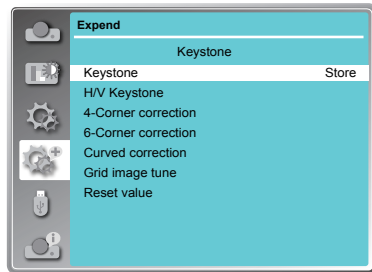 Expend
Keystone
Keystone Store
H/V Keystone
4-Corner correction
6-Corner correction
Curved correction
Grid image tune
Reset value